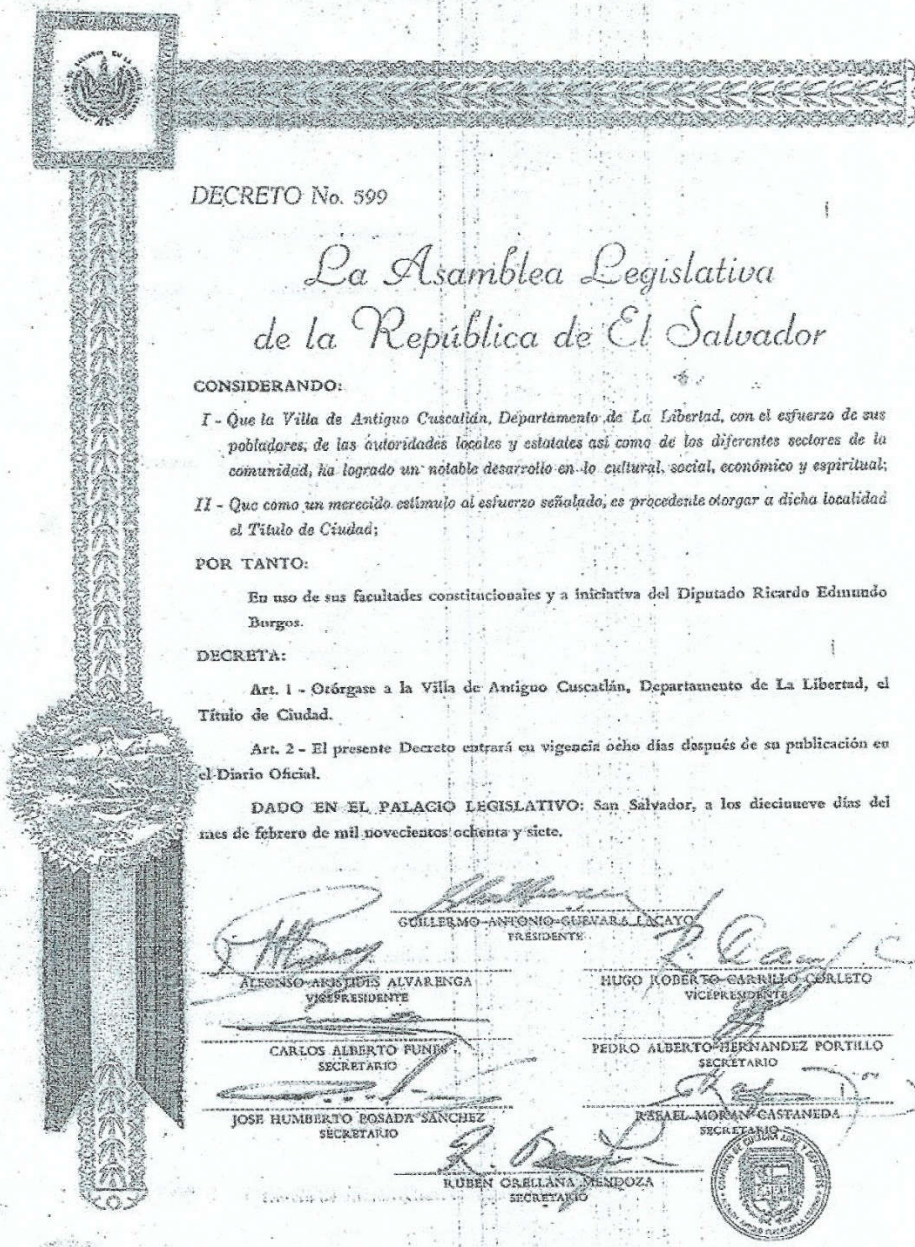 DECRETO No. 599
La Asamblea Legislativa
de la República de El Salvador
CONSIDERANDO:
I - Que la Villa de Antiguo Cuscatlán, Departamento de La Libertad, con el esfuerzo de sus
pobladores, de las autoridades locales y estatales así como de los diferentes sectores de la
comunidad, ha logrado un notable desarrollo en lo cultural, social, económico y espiritual;
II - Que como un merecido estímulo al esfuerzo señalado, es procedente otorgar a dicha localidad
el Título de Ciudad;
POR TANTO:
En uso de sus facultades constitucionales y a iniciativa del Diputado Ricardo Edmundo
Burgos.
DECRETA:
Art. 1 - Otórgase a la Villa de Antiguo Cuscatlán, Departamento de La Libertad, el
Título de Ciudad.
Art. 2 - El presente Decreto entrará en vigencia ocho días después de su publicación en
el Diario Oficial.
DADO EN EL PALACIO LEGISLATIVO: San Salvador, a los diecinueve días del
mes de febrero de mil novecientos ochenta y siete.
GUILLERMO ANTONIO GUEVARA LACAYO
PRESIDENTE
ALFONSO ARISTIDES ALVARENGA
VICEPRESIDENTE
HUGO ROBERTO CARRILLO CORLETO
VICEPRESIDENTE
CARLOS ALBERTO FUNES
SECRETARIO
PEDRO ALBERTO HERNANDEZ PORTILLO
SECRETARIO
JOSE HUMBERTO POSADA SANCHEZ
SECRETARIO
RAFAEL MORAN CASTANEDA
SECRETARIO
RUBEN ORELLANA MENDOZA
SECRETARIO